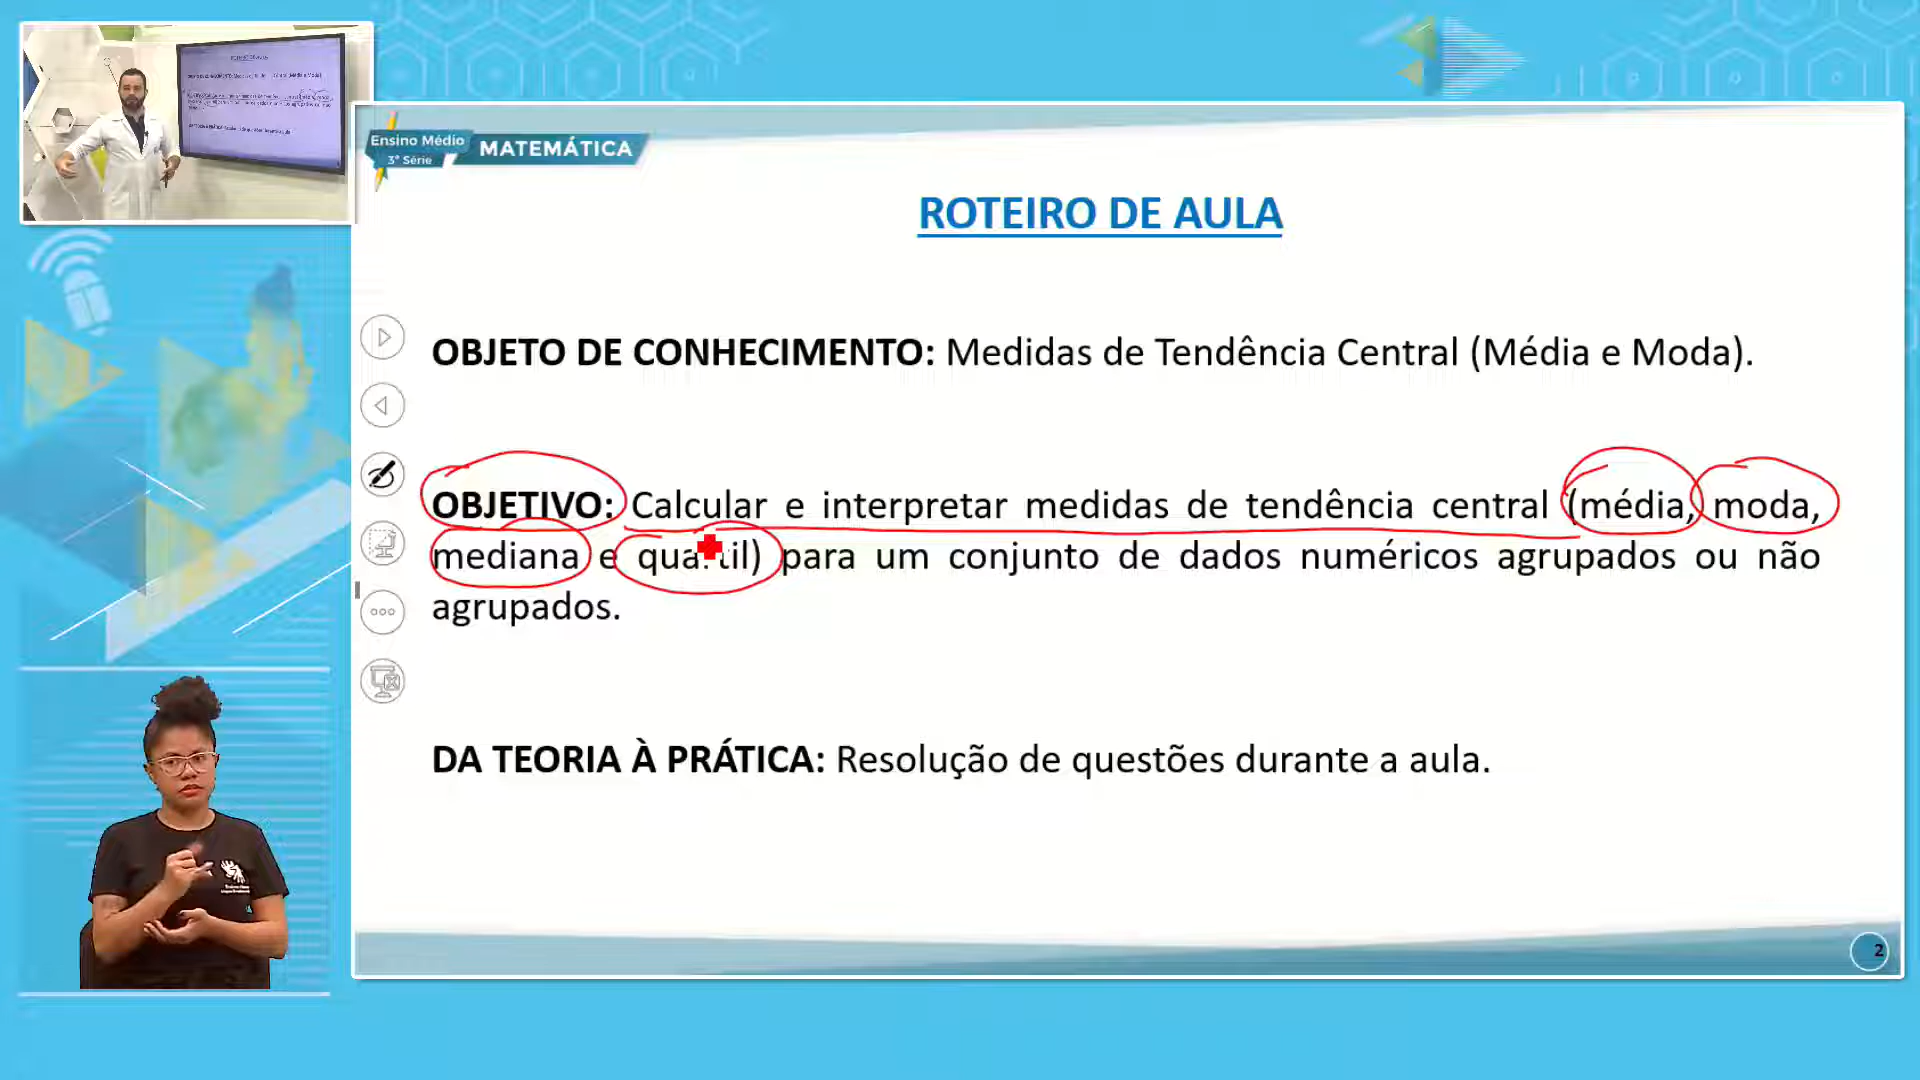 Ensino Médio
3ª Série
MATEMÁTICA
ROTEIRO DE AULA
OBJETO DE CONHECIMENTO: Medidas de Tendência Central (Média e Moda).
OBJETIVO: Calcular e interpretar medidas de tendência central (média, moda,
mediana e quartil) para um conjunto de dados numéricos agrupados ou não
agrupados.
DA TEORIA À PRÁTICA: Resolução de questões durante a aula.
2